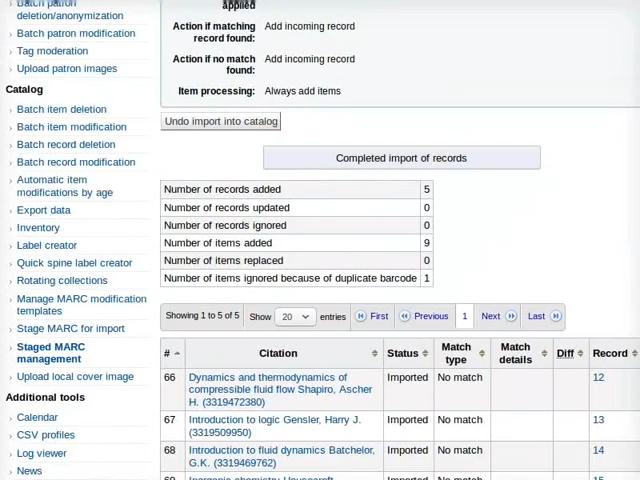 Batch patron
deletion/anonymization
Batch patron modification
Tag moderation
Upload patron images
Catalog
Batch item deletion
Batch item modification
Batch record deletion
Batch record modification
Automatic item
modifications by age
Export data
Inventory
Label creator
Quick spine label creator
Rotating collections
Manage MARC modification
templates
Stage MARC for import
Staged MARC
management
Upload local cover image
Additional tools
Calendar
CSV profiles
Log viewer
News
applied
Action if matching
record found: Add incoming record
Action if no match
found: Add incoming record
Item processing: Always add items
Undo import into catalog
Completed import of records
Number of records added 5
Number of records updated 0
Number of records ignored 0
Number of items added 9
Number of items replaced 0
Number of items ignored because of duplicate barcode 1
Showing 1 to 5 of 5 Show 20 entries First Previous 1 Next Last
# Citation Status Match type Match details Diff Record
66 Dynamics and thermodynamics of Imported No match 12
compressible fluid flow Shapiro, Ascher
H. (3319472380)
67 Introduction to logic Gensler, Harry J. Imported No match 13
(3319509950)
68 Introduction to fluid dynamics Batchelor, Imported No match 14
G.K. (3319469762)
69 Inorganic chemistry Housecroft Imported No match 15